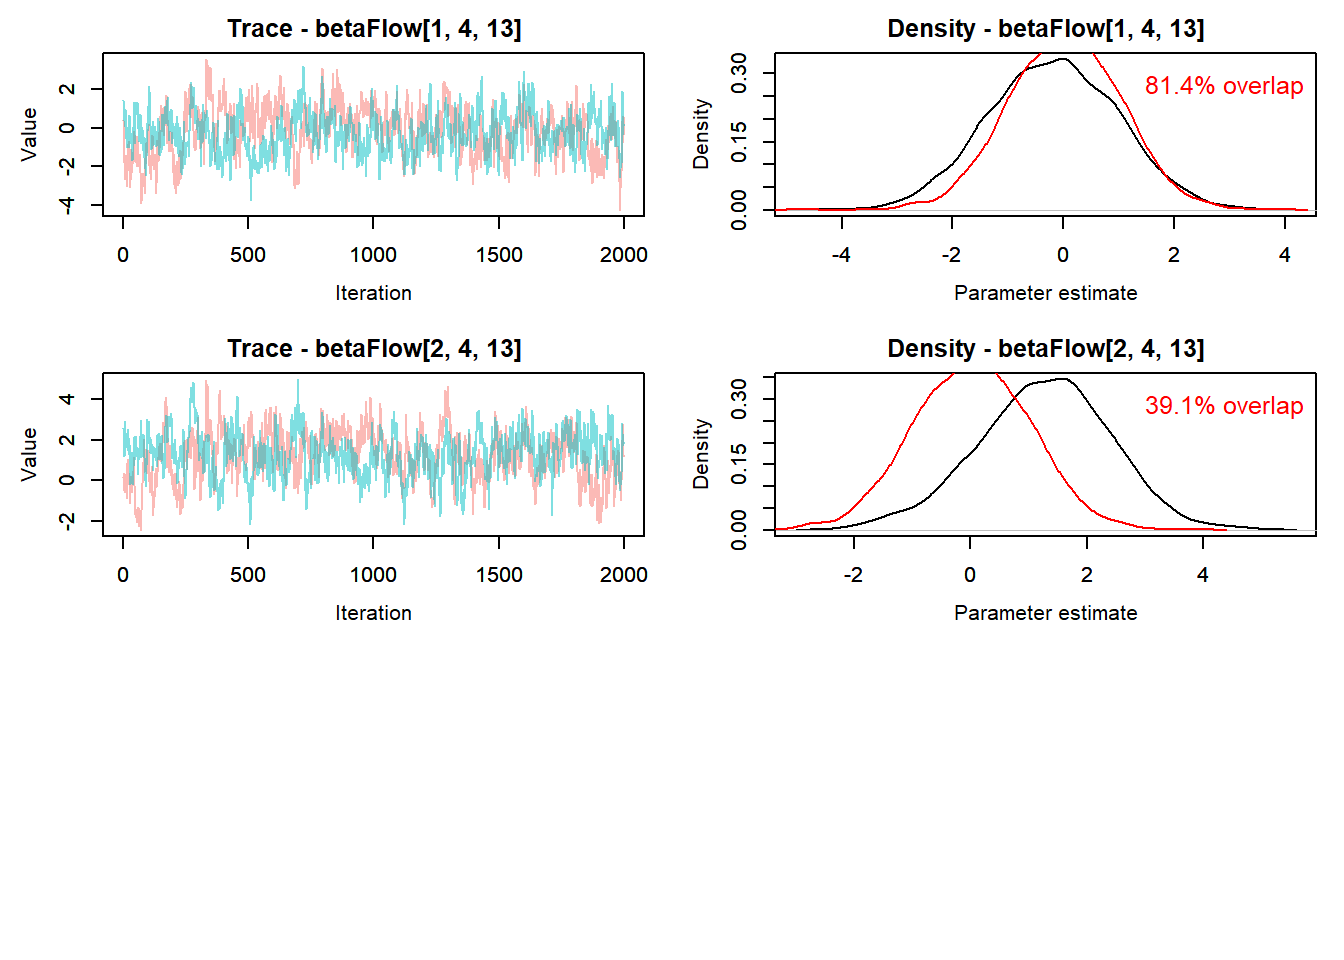 Trace - betaFlow[1, 4, 13]
Value
2
0
-2
-4
0 500 1000 1500 2000
Iteration
Density - betaFlow[1, 4, 13]
81.4% overlap
Density
0.30
0.15
0.00
-4 -2 0 2 4
Parameter estimate
Trace - betaFlow[2, 4, 13]
Value
4
2
0
-2
0 500 1000 1500 2000
Iteration
Density - betaFlow[2, 4, 13]
39.1% overlap
Density
0.30
0.15
0.00
-2 0 2 4
Parameter estimate